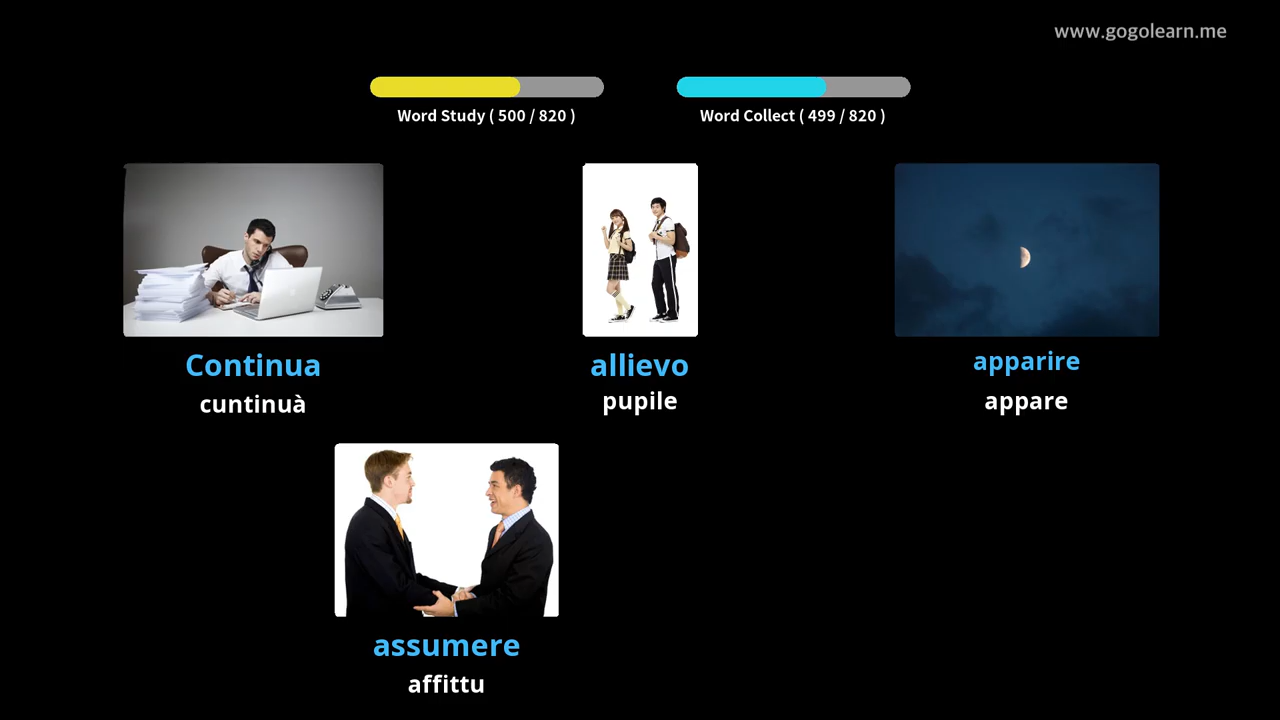 www.gogolearn.me
Word Study ( 500 / 820 )
Word Collect ( 499 / 820 )
Continua
cuntinuà
allievo
pupile
apparire
appare
assumere
affittu